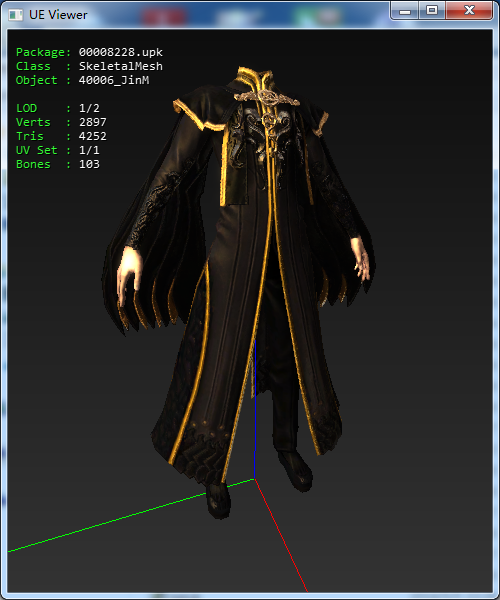 UE Viewer
Package: 00008228.upk
Class : SkeletalMesh
Object : 40006_JinM
LOD : 1/2
Verts : 2897
Tris : 4252
UV Set : 1/1
Bones : 103